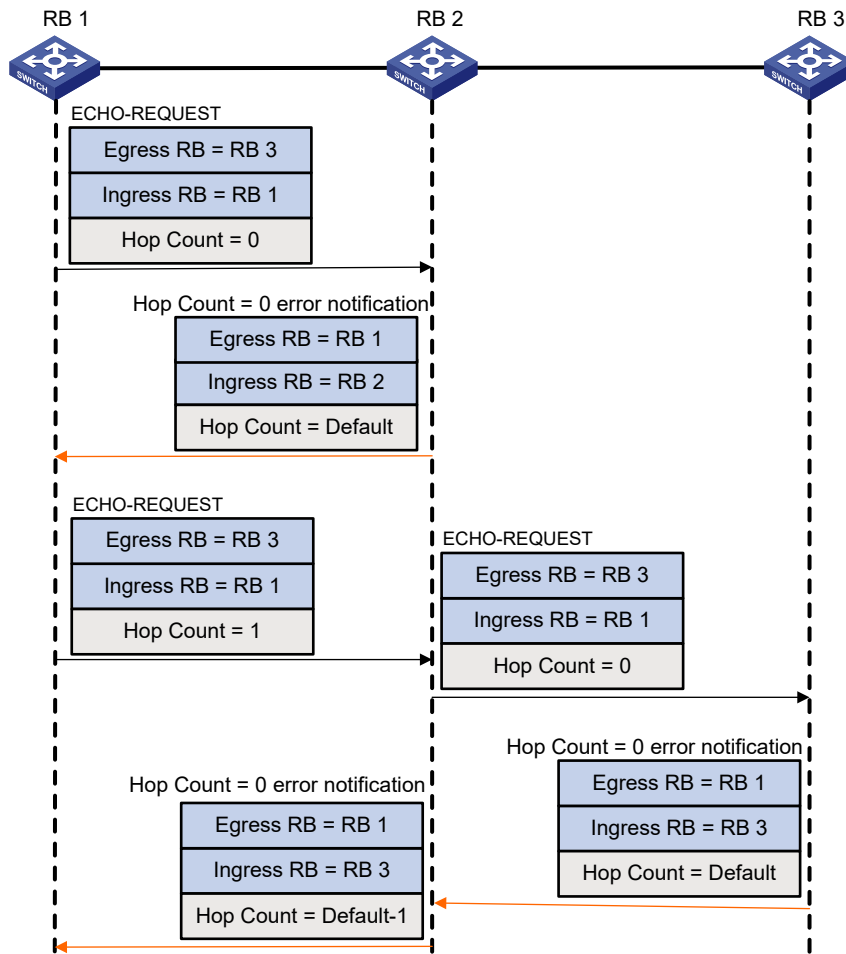 RB 1
RB 2
RB 3
SWITCH
SWITCH
SWITCH
ECHO-REQUEST
Egress RB = RB 3
Ingress RB = RB 1
Hop Count = 0
Hop Count = 0 error notification
Egress RB = RB 1
Ingress RB = RB 2
Hop Count = Default
ECHO-REQUEST
Egress RB = RB 3
Ingress RB = RB 1
Hop Count = 1
ECHO-REQUEST
Egress RB = RB 3
Ingress RB = RB 1
Hop Count = 0
Hop Count = 0 error notification
Egress RB = RB 1
Ingress RB = RB 3
Hop Count = Default
Hop Count = 0 error notification
Egress RB = RB 1
Ingress RB = RB 3
Hop Count = Default-1